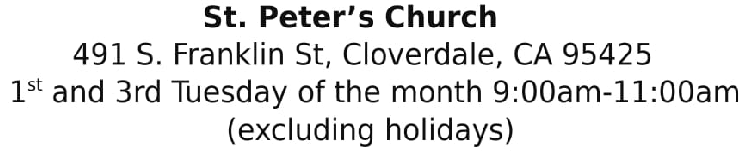 St. Peter’s Church
491 S. Franklin St, Cloverdale, CA 95425
1st and 3rd Tuesday of the month 9:00am-11:00am
(excluding holidays)